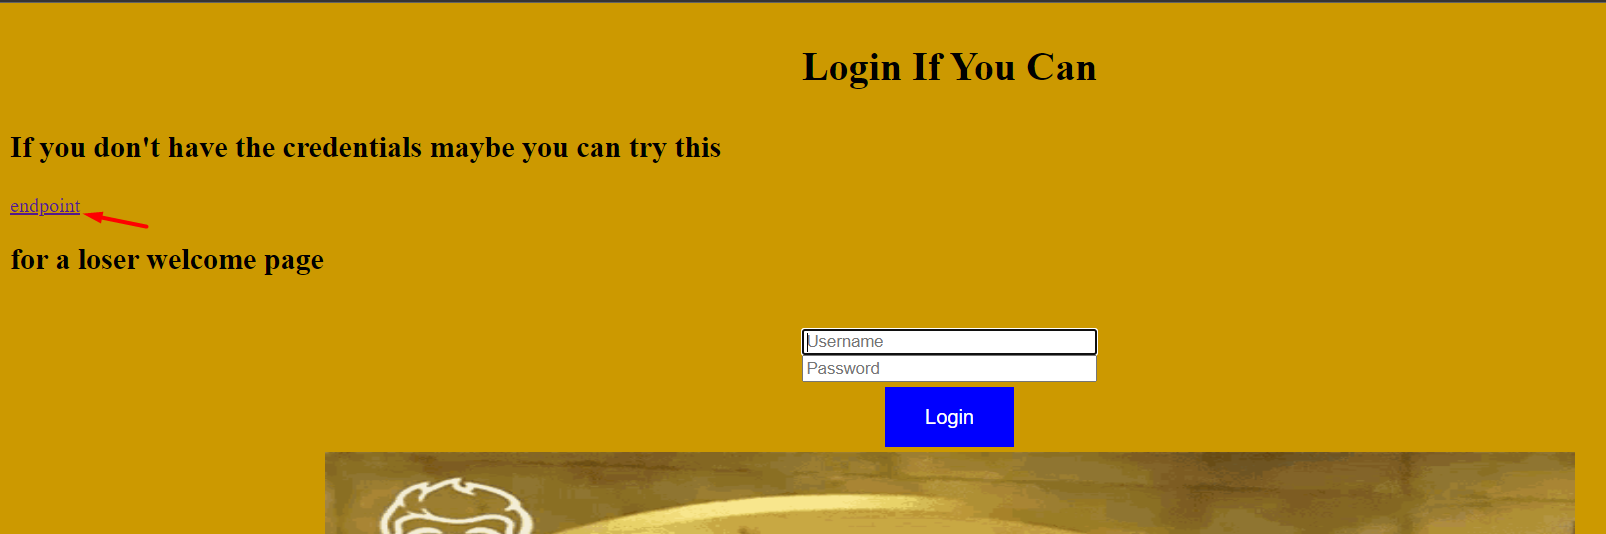 Login If You Can
If you don't have the credentials maybe you can try this
endpoint
for a loser welcome page
Username
Password
Login